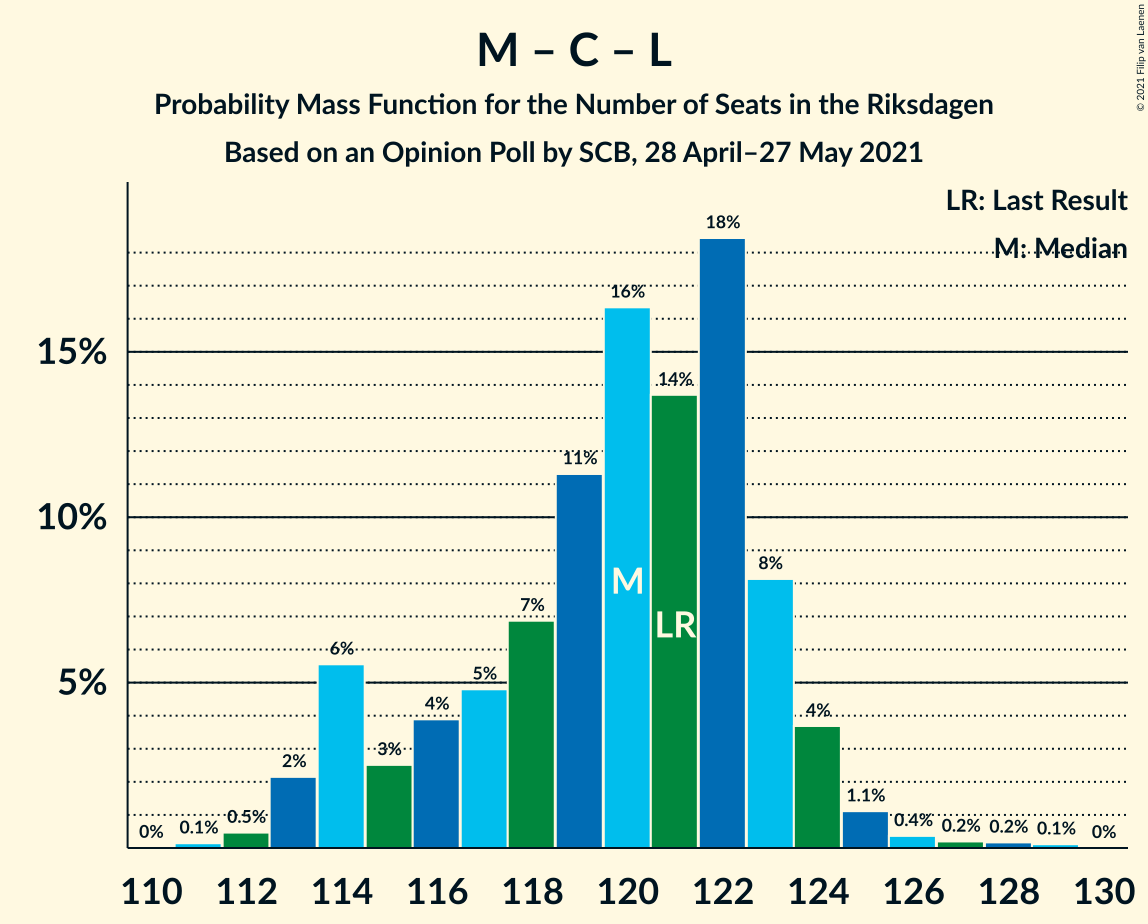 © 2021 Filip van Laenen
M – C – L
Probability Mass Function for the Number of Seats in the Riksdagen
Based on an Opinion Poll by SCB, 28 April–27 May 2021
LR: Last Result
M: Median
15%
10%
5%
0%
0.1%
0.5%
2%
6%
3%
4%
5%
7%
11%
16%
14%
18%
8%
4%
1.1%
0.4%
0.2%
0.2%
0.1%
0%
M
LR
110 112 114 116 118 120 122 124 126 128 130